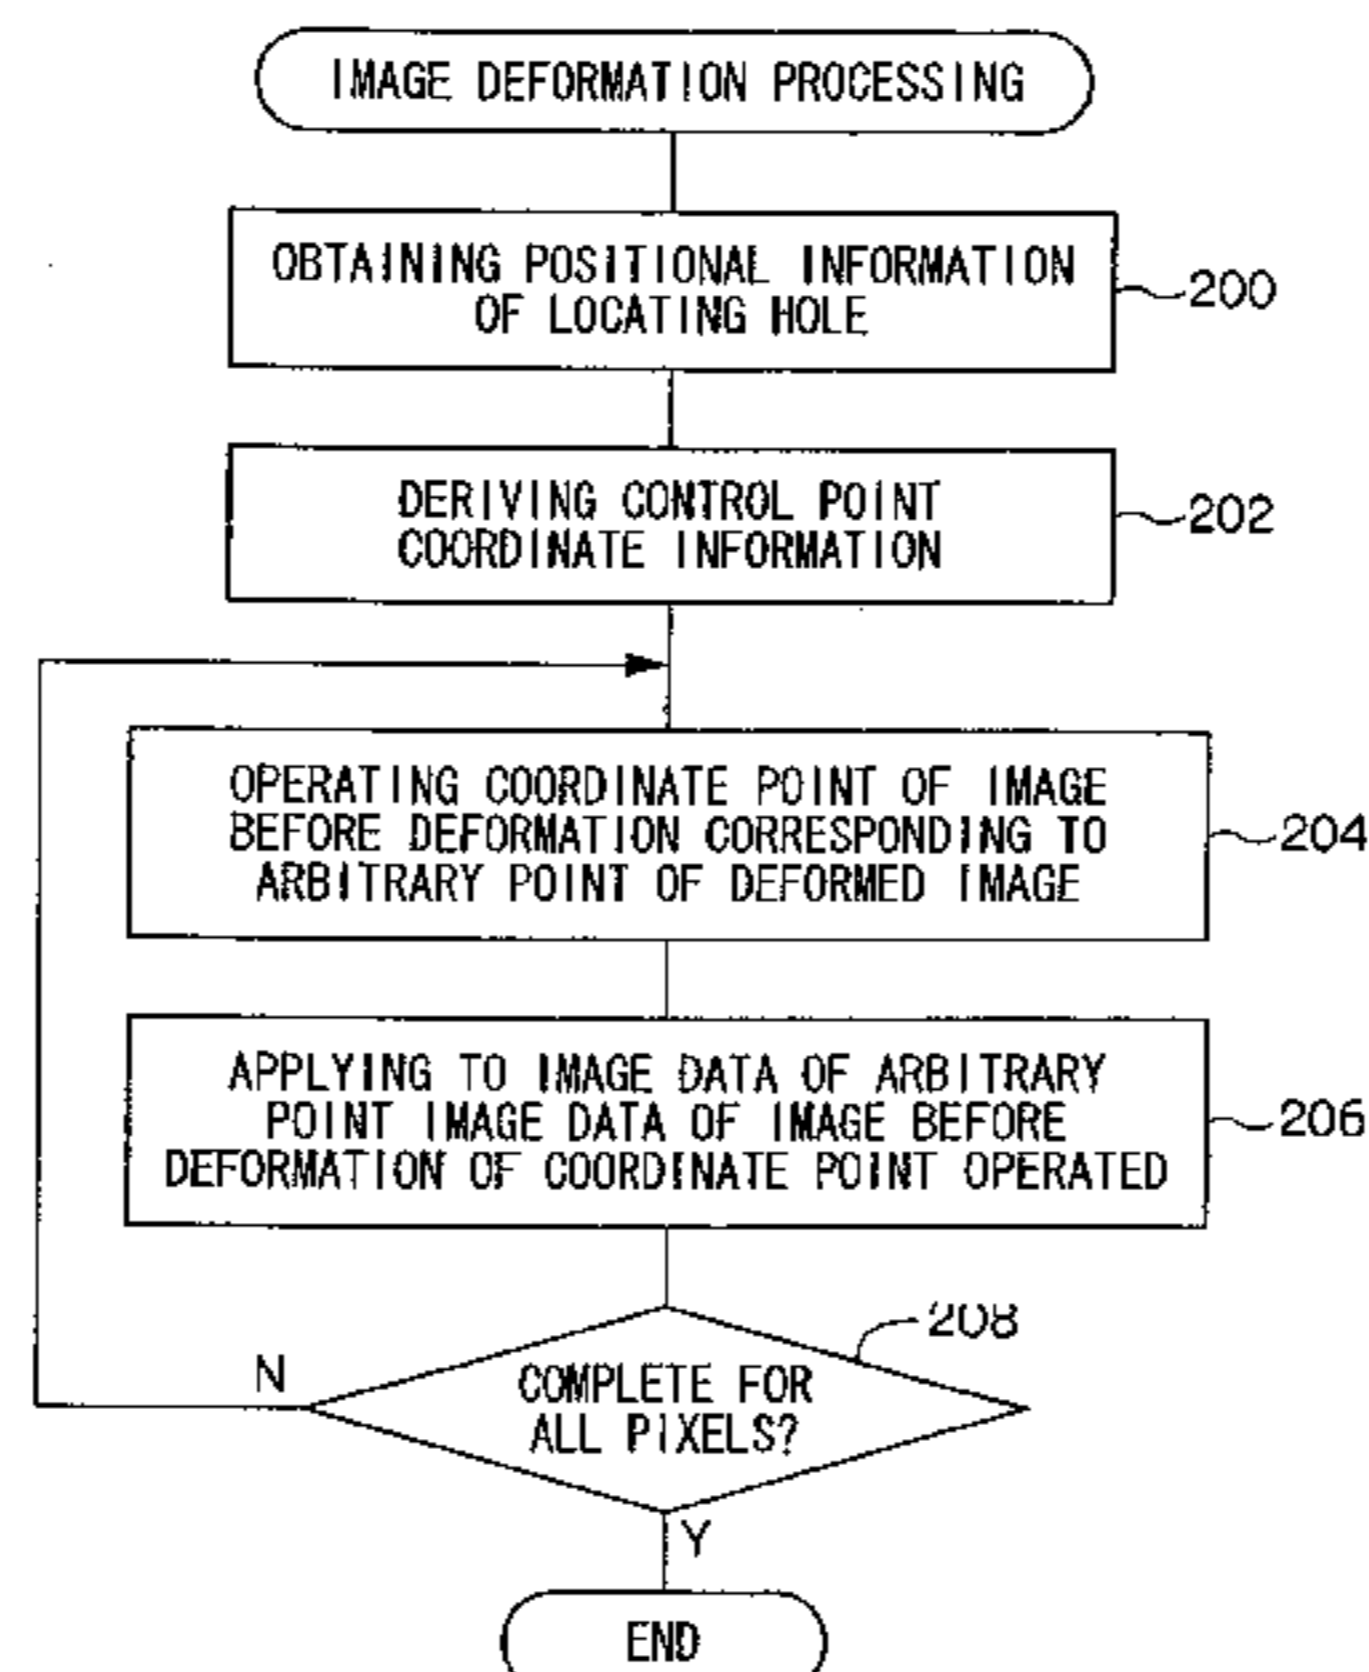 IMAGE DEFORMATION PROCESSING
OBTAINING POSITIONAL INFORMATION
OF LOCATING HOLE
200
DERIVING CONTROL POINT
COORDINATE INFORMATION
202
OPERATING COORDINATE POINT OF IMAGE
BEFORE DEFORMATION CORRESPONDING TO
ARBITRARY POINT OF DEFORMED IMAGE
204
APPLYING TO IMAGE DATA OF ARBITRARY
POINT IMAGE DATA OF IMAGE BEFORE
DEFORMATION OF COORDINATE POINT OPERATED
206
208
N
COMPLETE FOR
ALL PIXELS?
Y
END